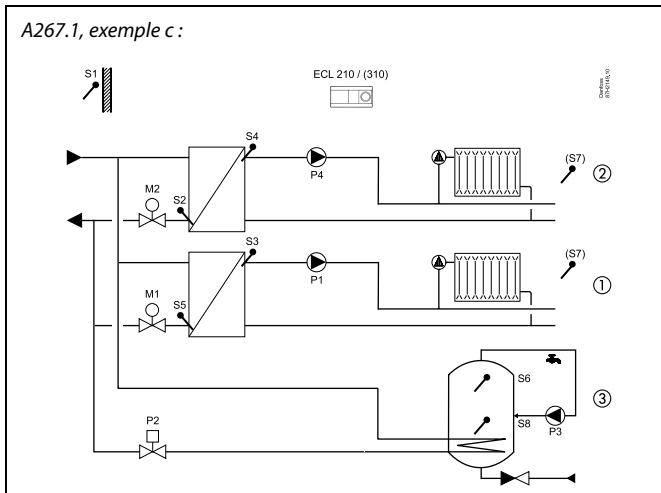 A267.1, exemple c :
S1
ECL 210 / (310)
Danfoss
S4
(S7)
②
P4
M2
S2
S3
(S7)
P1
①
M1
S5
S6
③
P2
S8
P3